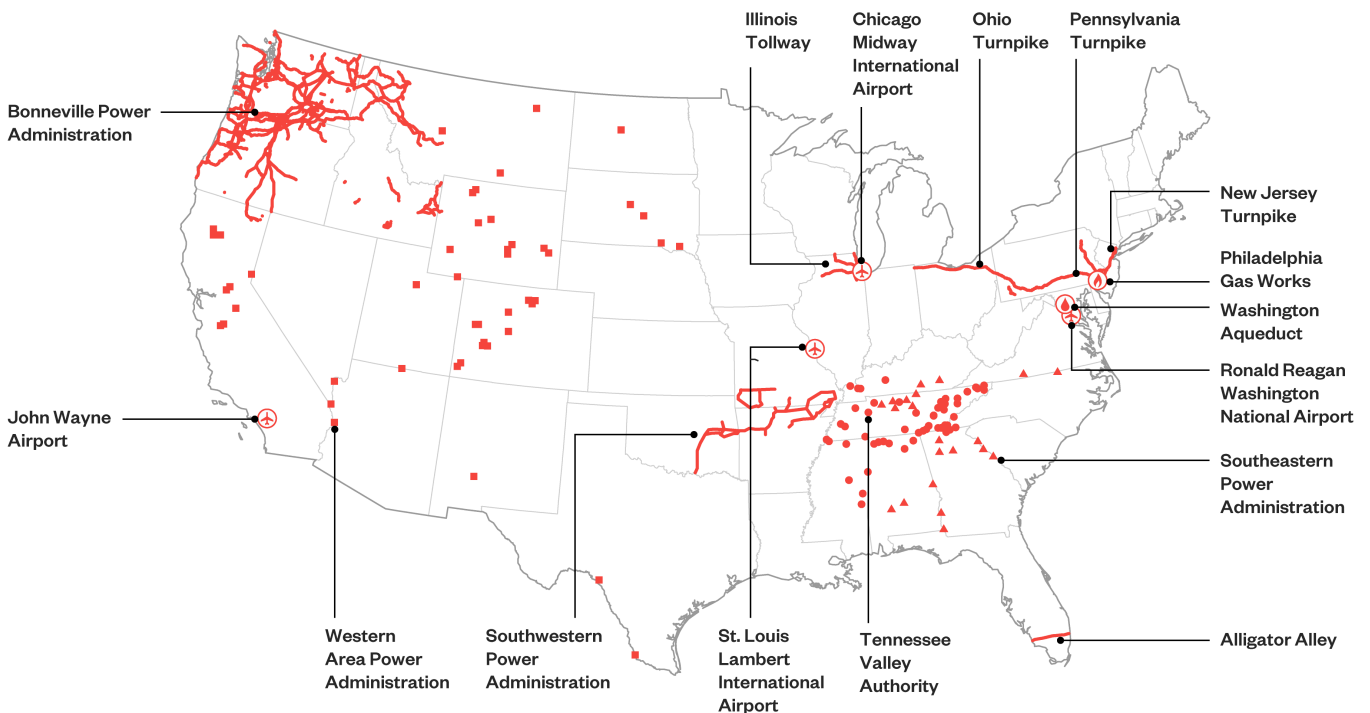 Illinois
Tollway
Chicago
Midway
International
Airport
Ohio
Turnpike
Pennsylvania
Turnpike
Bonneville Power
Administration
New Jersey
Turnpike
Philadelphia
Gas Works
Washington
Aqueduct
Ronald Reagan
Washington
National Airport
John Wayne
Airport
Southeastern
Power
Administration
Western
Area Power
Administration
Southwestern
Power
Administration
St. Louis
Lambert
International
Airport
Tennessee
Valley
Authority
Alligator Alley